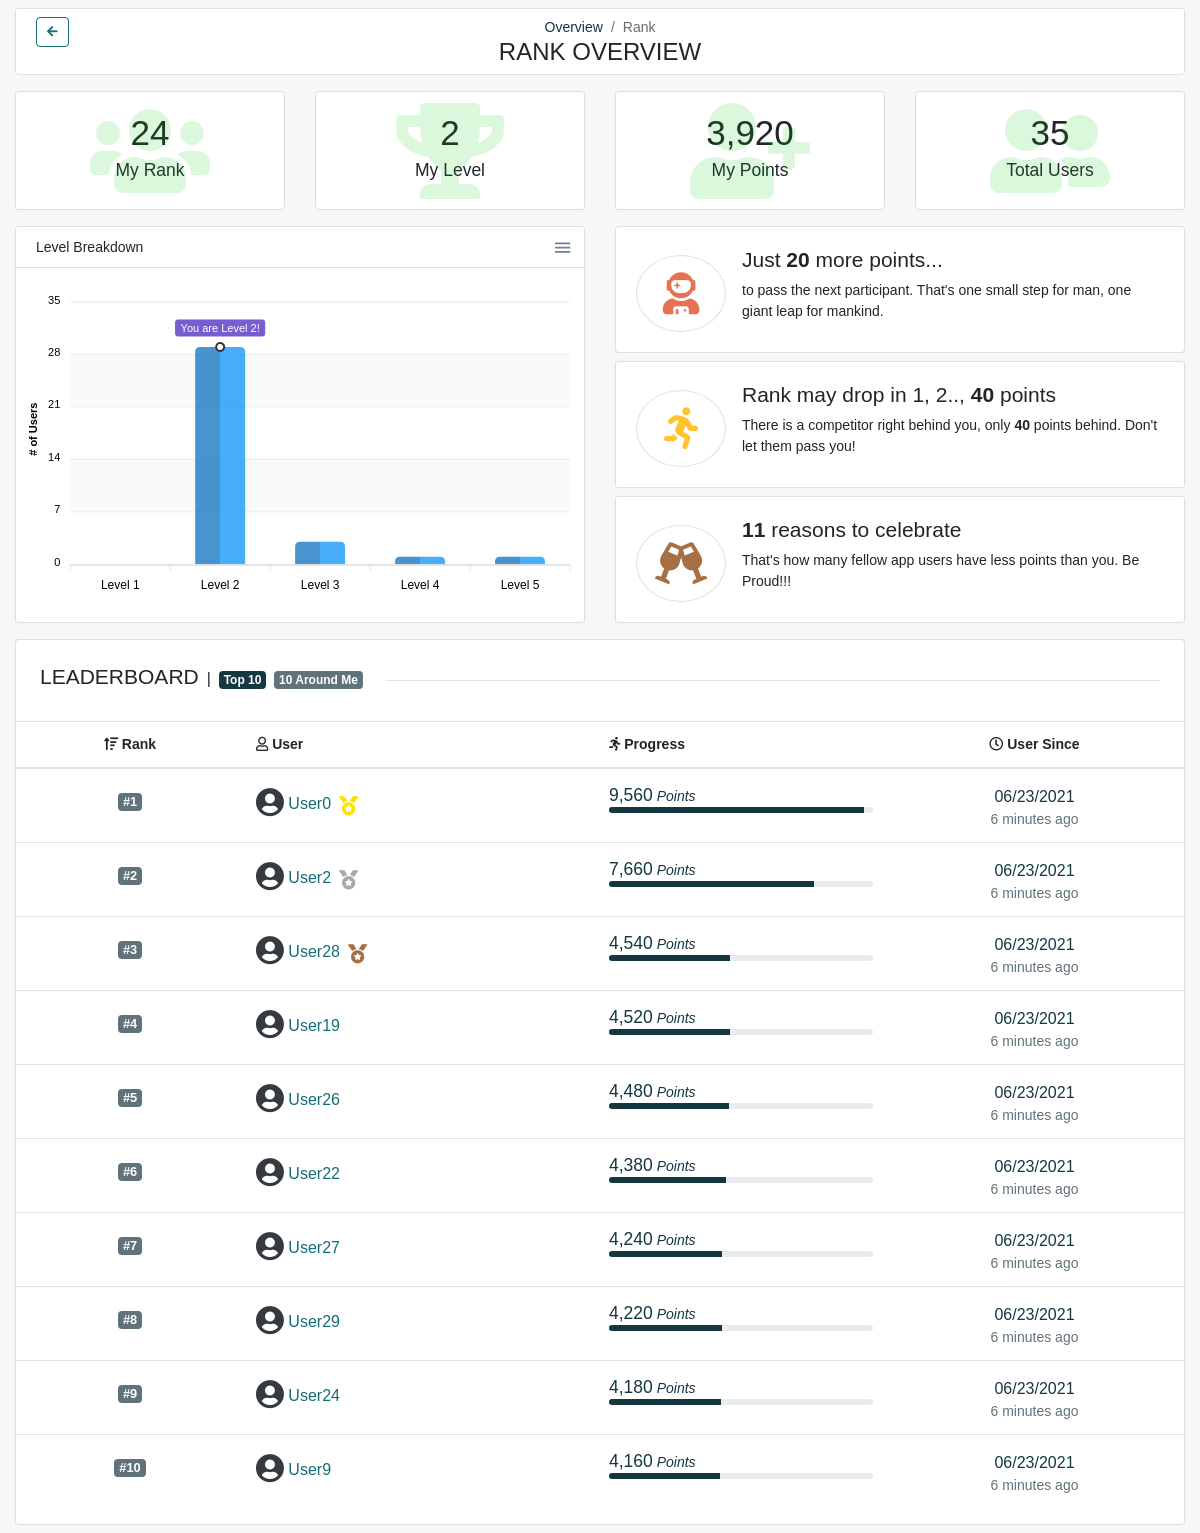 Overview / Rank
RANK OVERVIEW
24
My Rank
2
My Level
3,920
My Points
35
Total Users
Level Breakdown
35
28
21
14
7
0
# of Users
You are Level 2!
Level 1
Level 2
Level 3
Level 4
Level 5
Just 20 more points...
to pass the next participant. That's one small step for man, one
giant leap for mankind.
Rank may drop in 1, 2.., 40 points
There is a competitor right behind you, only 40 points behind. Don't
let them pass you!
11 reasons to celebrate
That's how many fellow app users have less points than you. Be
Proud!!!
LEADERBOARD | Top 10 10 Around Me
Rank User Progress User Since
#1 User0 9,560 Points 06/23/2021
6 minutes ago
#2 User2 7,660 Points 06/23/2021
6 minutes ago
#3 User28 4,540 Points 06/23/2021
6 minutes ago
#4 User19 4,520 Points 06/23/2021
6 minutes ago
#5 User26 4,480 Points 06/23/2021
6 minutes ago
#6 User22 4,380 Points 06/23/2021
6 minutes ago
#7 User27 4,240 Points 06/23/2021
6 minutes ago
#8 User29 4,220 Points 06/23/2021
6 minutes ago
#9 User24 4,180 Points 06/23/2021
6 minutes ago
#10 User9 4,160 Points 06/23/2021
6 minutes ago